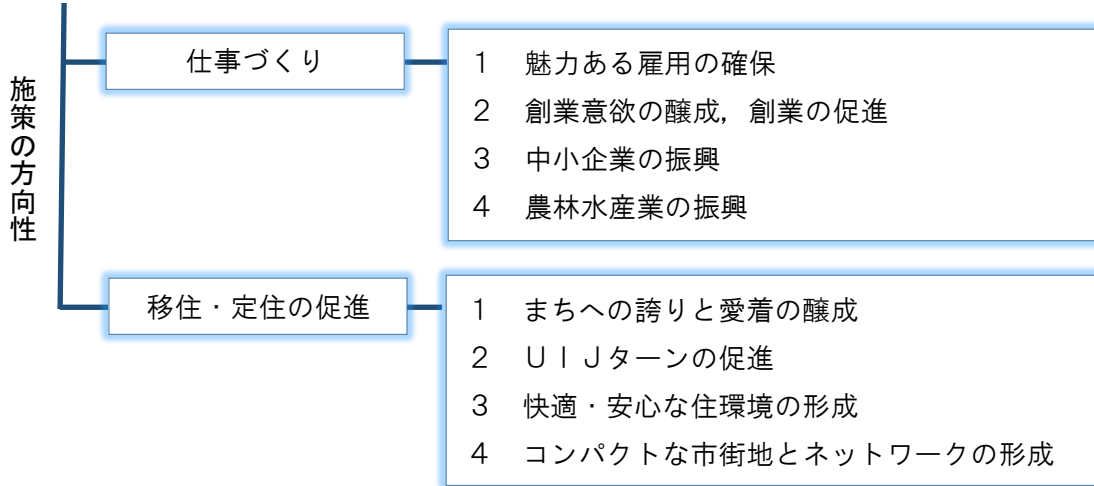 施策の方向性
仕事づくり
１　魅力ある雇用の確保
２　創業意欲の醸成，創業の促進
３　中小企業の振興
４　農林水産業の振興
移住・定住の促進
１　まちへの誇りと愛着の醸成
２　ＵＩＪターンの促進
３　快適・安心な住環境の形成
４　コンパクトな市街地とネットワークの形成